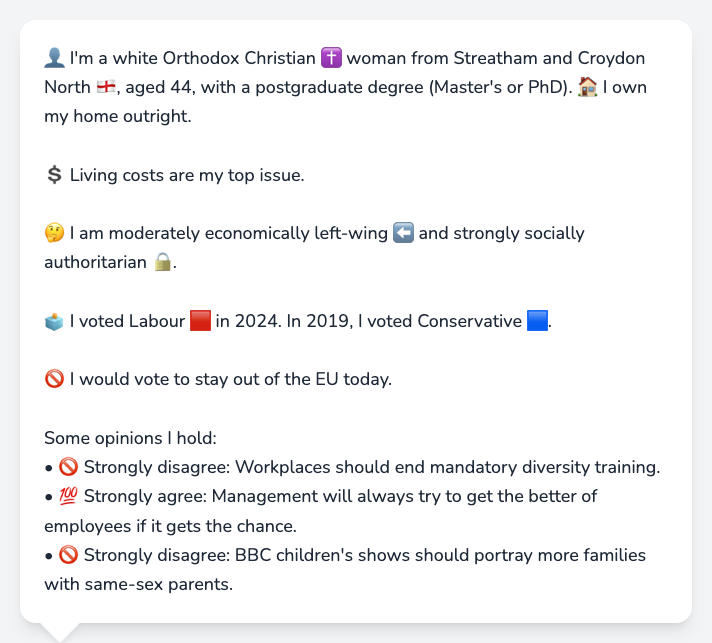 👤 I'm a white Orthodox Christian ✝️ woman from Streatham and Croydon
North 🏴󠁧󠁢󠁥󠁮󠁧󠁿, aged 44, with a postgraduate degree (Master's or PhD). 🏠 I own
my home outright.
💲 Living costs are my top issue.
🤔 I am moderately economically left-wing ⬅️ and strongly socially
authoritarian 🔒.
🗳️ I voted Labour 🟥 in 2024. In 2019, I voted Conservative 🟦.
🚫 I would vote to stay out of the EU today.
Some opinions I hold:
• 🚫 Strongly disagree: Workplaces should end mandatory diversity training.
• 💯 Strongly agree: Management will always try to get the better of
employees if it gets the chance.
• 🚫 Strongly disagree: BBC children's shows should portray more families
with same-sex parents.